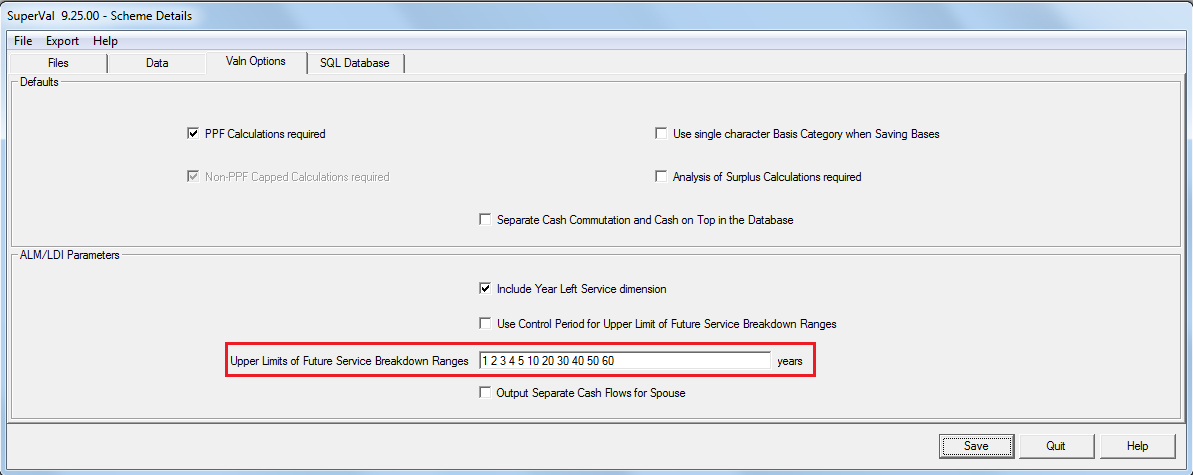 SuperVal 9.25.00 - Scheme Details
File Export Help
Files Data Valn Options SQL Database
Defaults
PPF Calculations required Use single character Basis Category when Saving Bases
Non-PPF Capped Calculations required Analysis of Surplus Calculations required
Separate Cash Commutation and Cash on Top in the Database
ALM/LDI Parameters
Include Year Left Service dimension
Use Control Period for Upper Limit of Future Service Breakdown Ranges
Upper Limits of Future Service Breakdown Ranges 1 2 3 4 5 10 20 30 40 50 60 years
Output Separate Cash Flows for Spouse
Save Quit Help